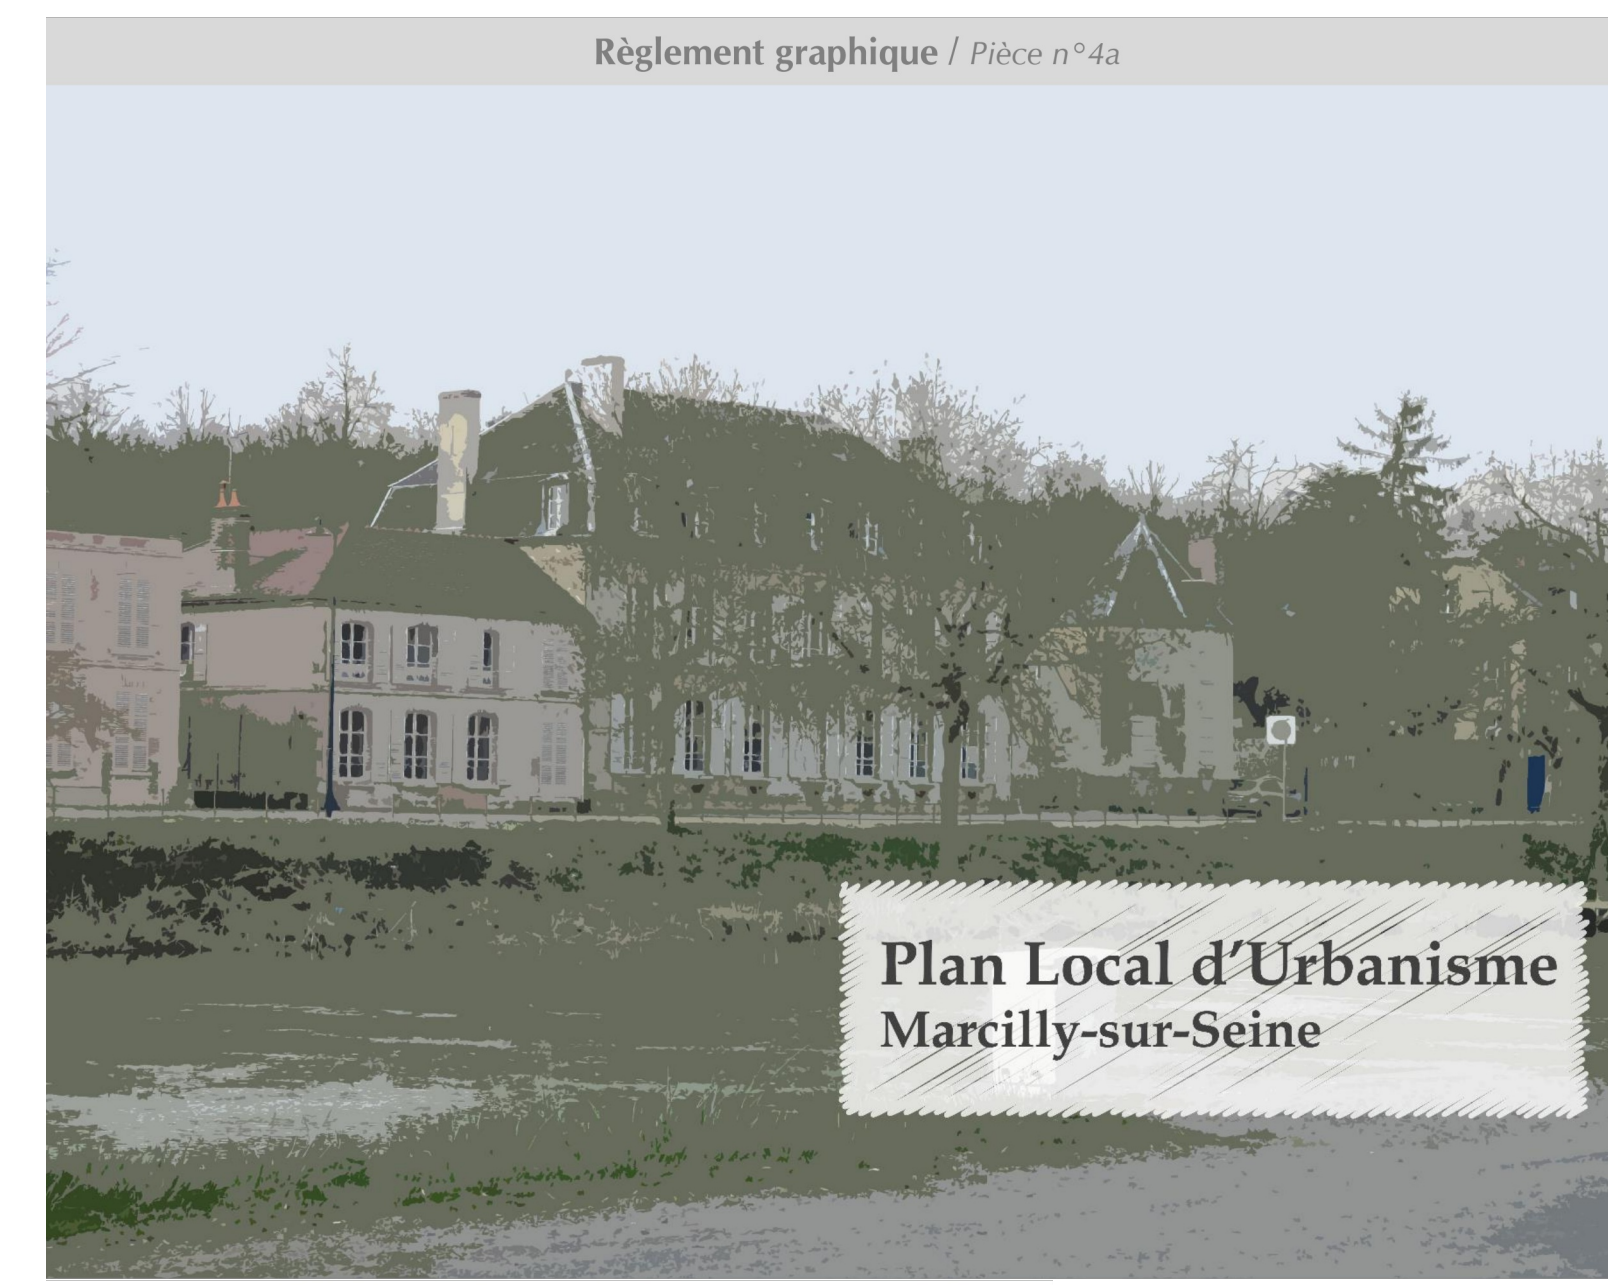 Règlement graphique / Pièce n°4a
Plan Local d'Urbanisme
Marcilly-sur-Seine